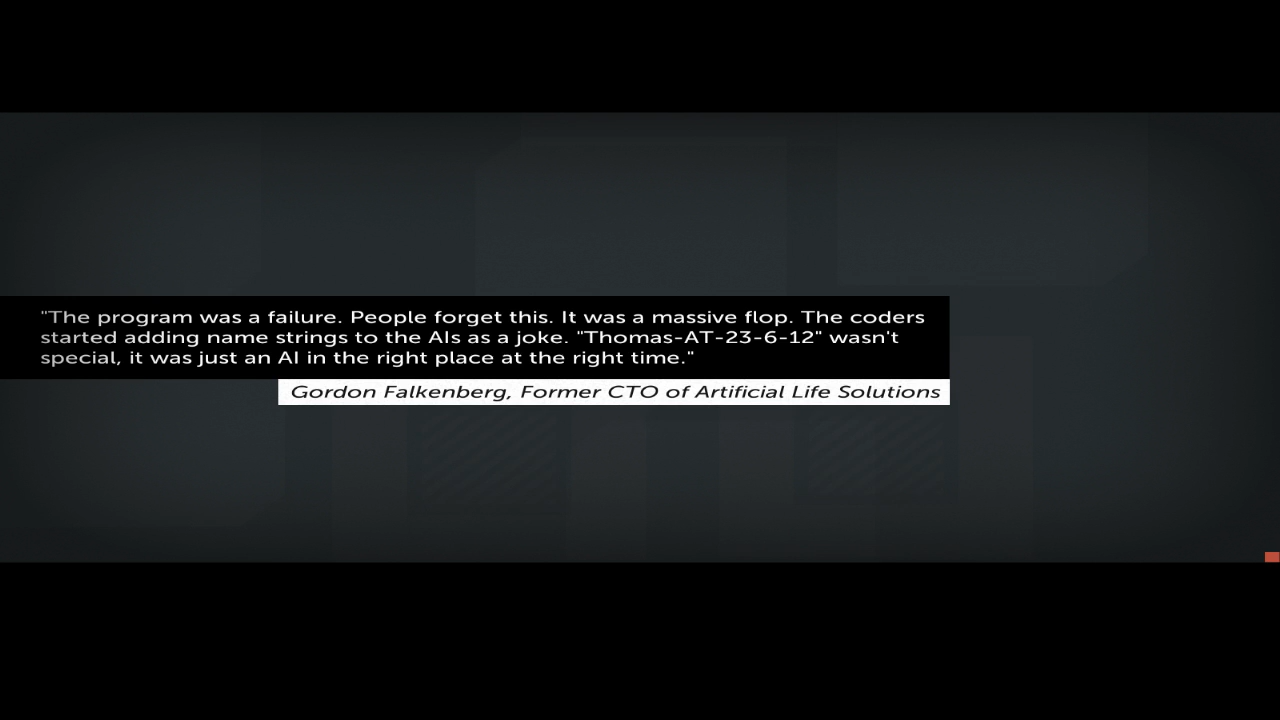 "The program was a failure. People forget this. It was a massive flop. The coders
started adding name strings to the AIs as a joke. "Thomas-AT-23-6-12" wasn't
special, it was just an AI in the right place at the right time."
Gordon Falkenberg, Former CTO of Artificial Life Solutions